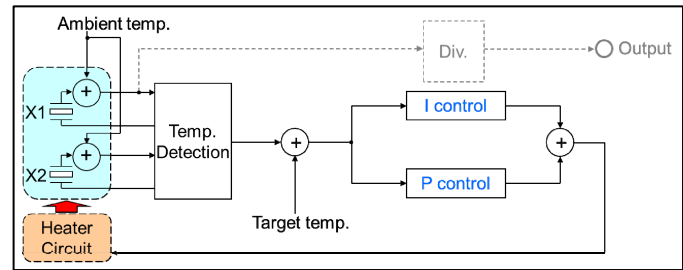 Ambient temp.
Div.
Output
+
X1
I control
Temp.
Detection
+
+
+
X2
P control
Target temp.
Heater
Circuit